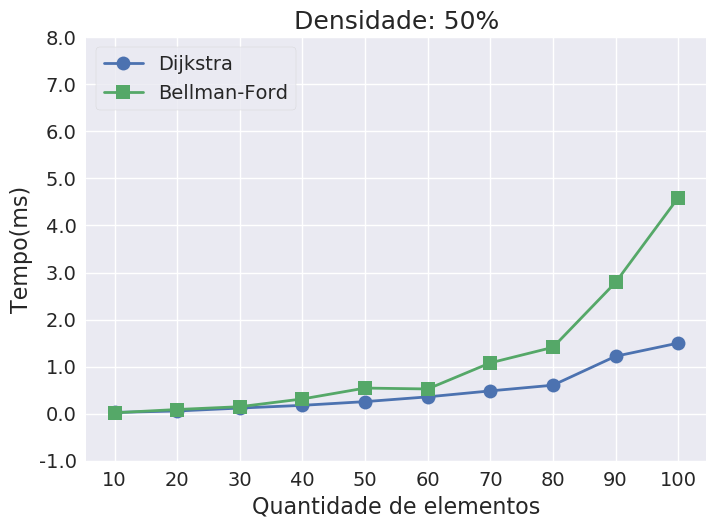 Densidade: 50%
Dijkstra
Bellman-Ford
8.0
7.0
6.0
5.0
4.0
3.0
2.0
1.0
0.0
-1.0
Tempo(ms)
10 20 30 40 50 60 70 80 90 100
Quantidade de elementos